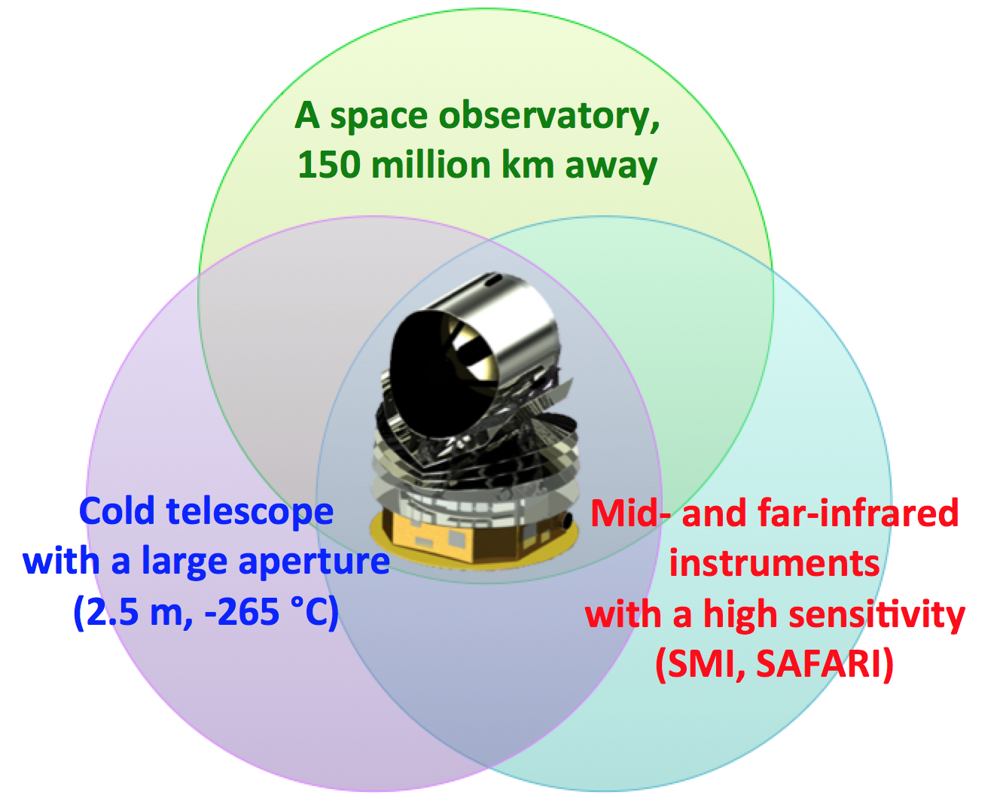 A space observatory,
150 million km away
Cold telescope
with a large aperture
(2.5 m, -265 °C)
Mid- and far-infrared
instruments
with a high sensitivity
(SMI, SAFARI)